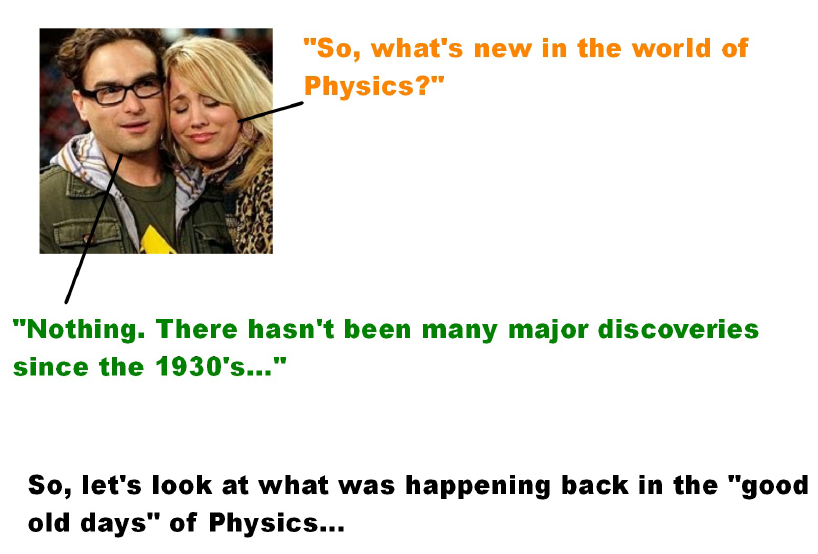 "So, what's new in the world of
Physics?"
"Nothing. There hasn't been many major discoveries
since the 1930's..."
So, let's look at what was happening back in the "good
old days" of Physics...